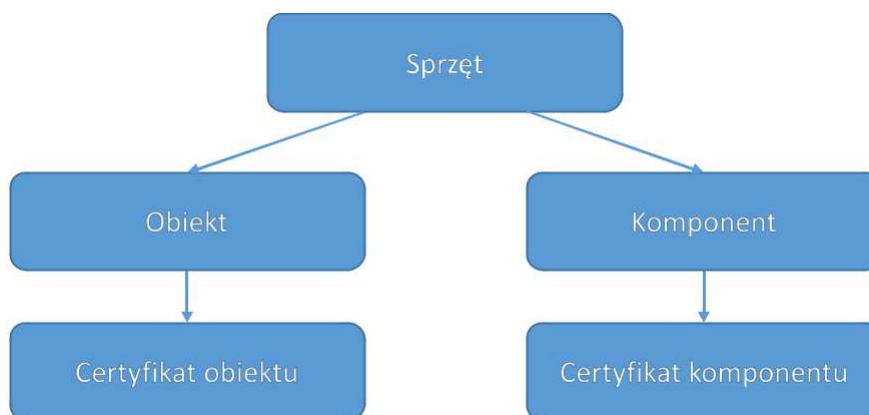 Sprzęt
Obiekt
Komponent
Certyfikat obiektu
Certyfikat komponentu